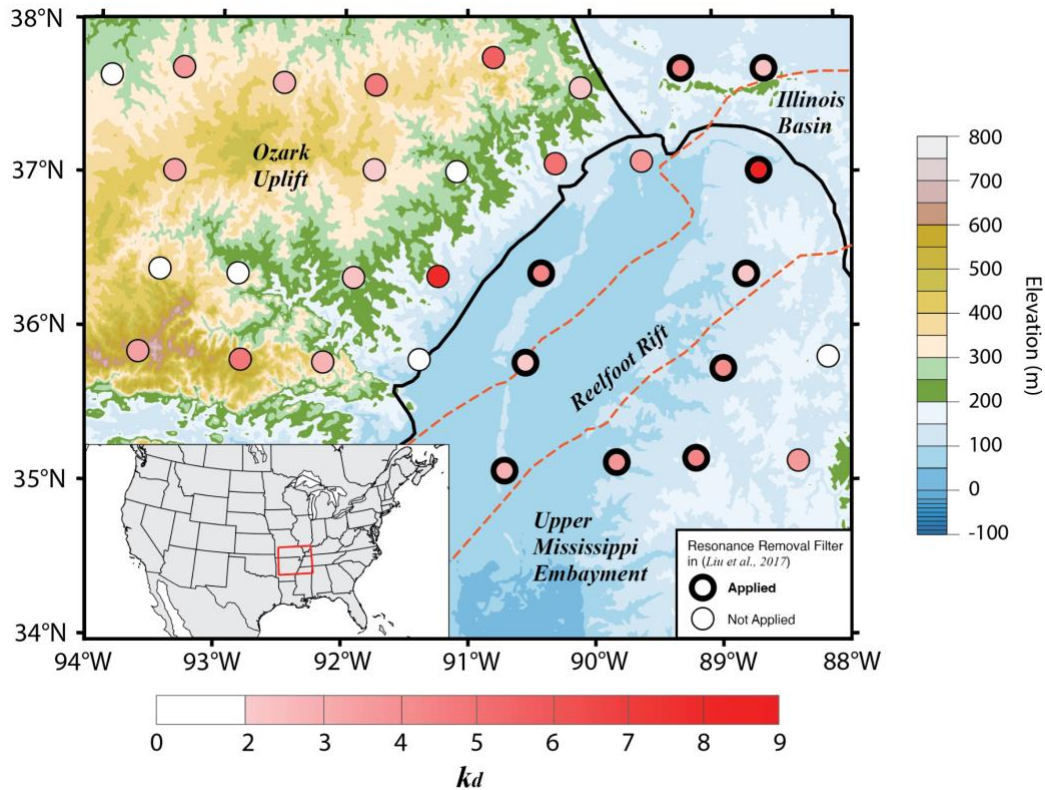 38°N
37°N
36°N
35°N
34°N
94°W
93°W
92°W
91°W
90°W
89°W
88°W
Ozark
Uplift
Illinois
Basin
Reelfoot Rift
Upper
Mississippi
Embayment
Resonance Removal Filter
in (Liu et al., 2017)
Applied
Not Applied
800
700
600
500
400
300
200
100
0
-100
Elevation (m)
0
2
3
4
5
6
7
8
9
kd